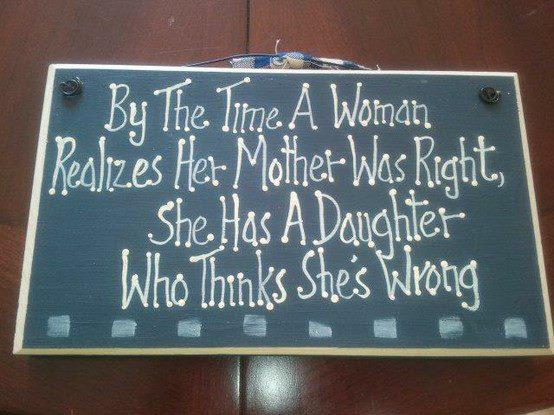 By The Time A Woman
Realizes Her Mother Was Right,
She Has A Daughter
Who Thinks She's Wrong